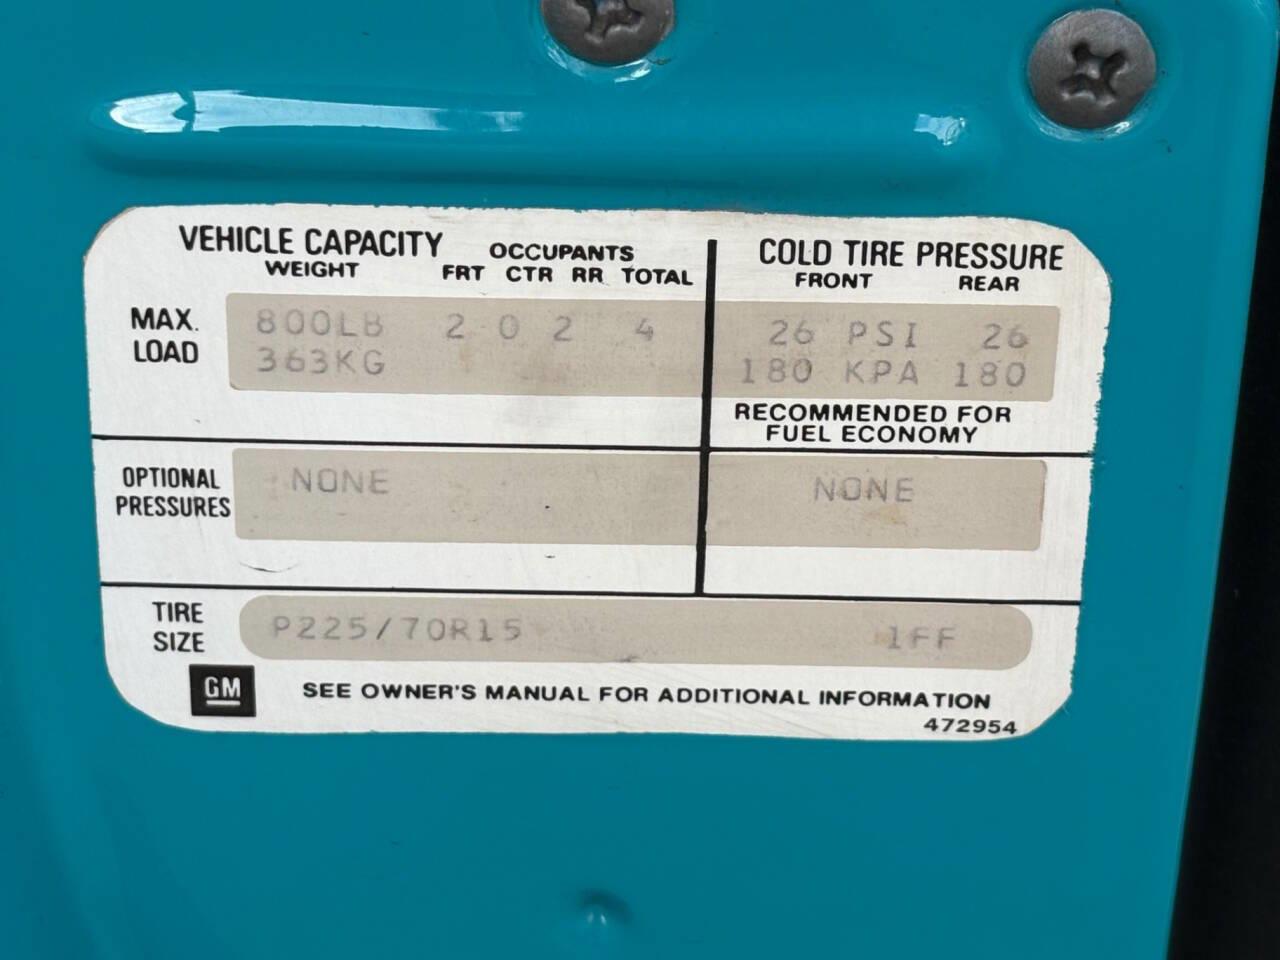 VEHICLE CAPACITY
WEIGHT
OCCUPANTS
FRT CTR RR TOTAL
COLD TIRE PRESSURE
FRONT REAR
MAX. LOAD
800LB 2 0 2 4 26 PSI 26
363KG 180 KPA 180
RECOMMENDED FOR
FUEL ECONOMY
OPTIONAL
PRESSURES
NONE NONE
TIRE
SIZE
P225/70R15 1FF
GM
SEE OWNER'S MANUAL FOR ADDITIONAL INFORMATION
472954